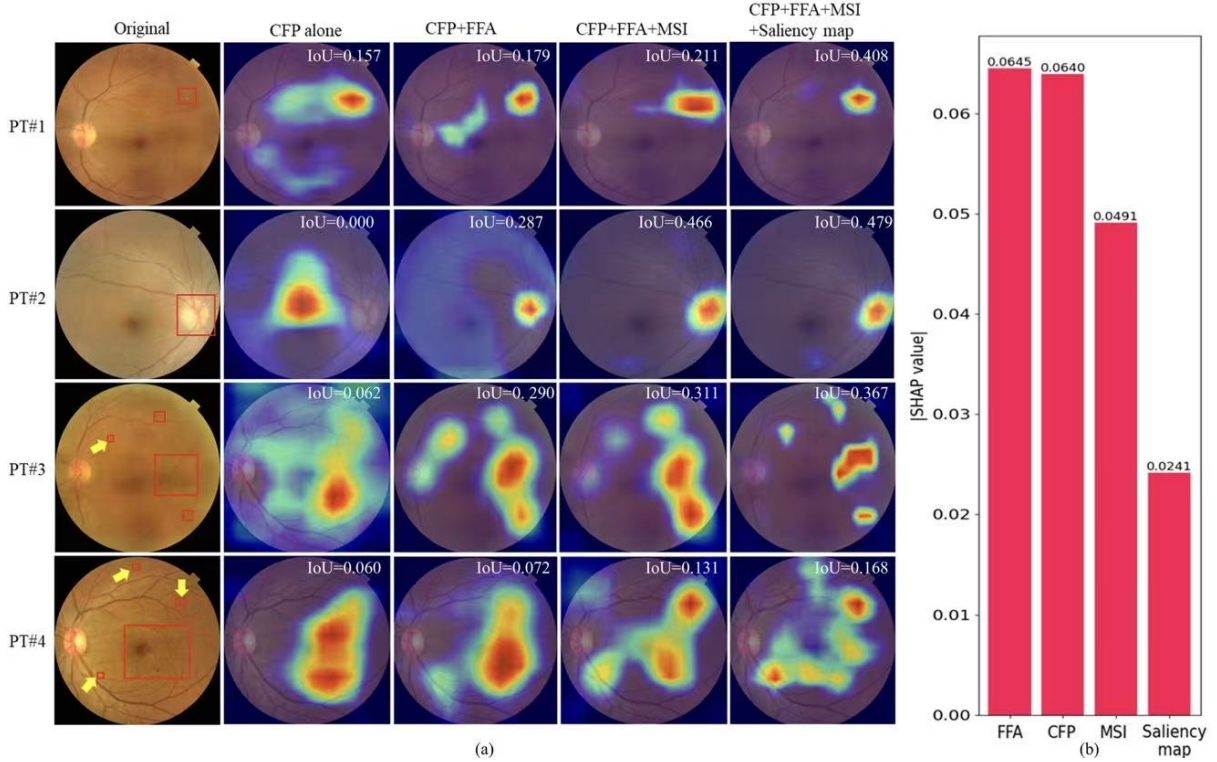 Original
CFP alone
CFP+FFA
CFP+FFA+MSI
CFP+FFA+MSI
+Saliency map
PT#1
IoU=0.157
IoU=0.179
IoU=0.211
IoU=0.408
PT#2
IoU=0.000
IoU=0.287
IoU=0.466
IoU=0.479
PT#3
IoU=0.062
IoU=0.290
IoU=0.311
IoU=0.367
PT#4
IoU=0.060
IoU=0.072
IoU=0.131
IoU=0.168
(a)
|SHAP value|
0.06
0.05
0.04
0.03
0.02
0.01
0.00
0.0645
0.0640
0.0491
0.0241
FFA
CFP
MSI
Saliency
map
(b)